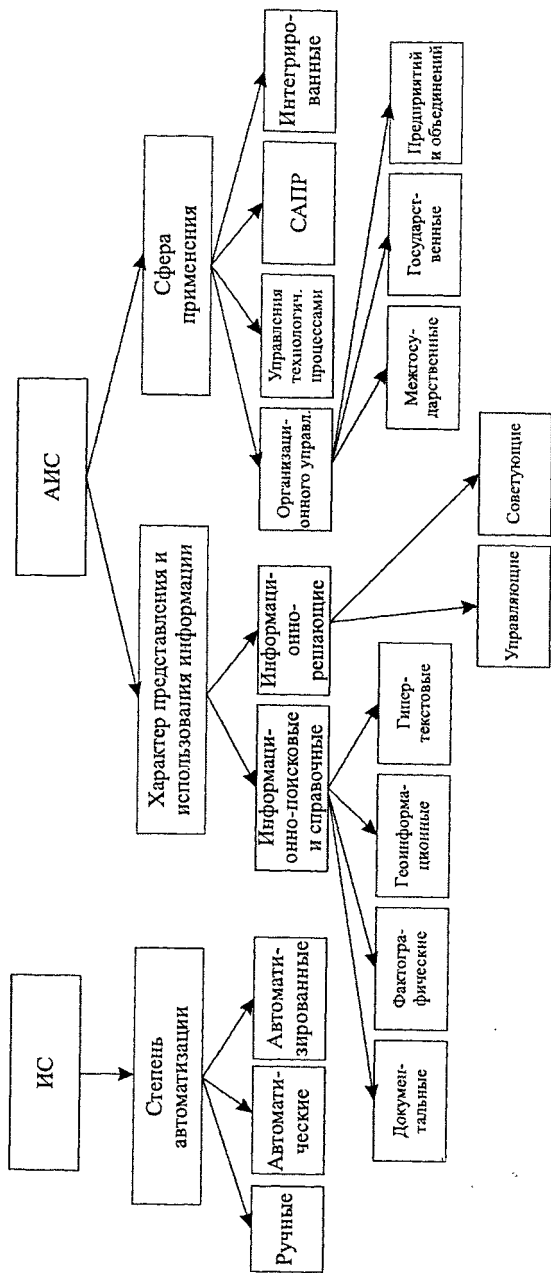 ИС
АИС
Степень
автоматизации
Характер представления и
использования информации
Сфера
применения
Ручные
Автомати-
ческие
Автомати-
зированные
Информаци-
онно-поисковые
и справочные
Информаци-
онно-
решающие
Организаци-
онного управл.
Управления
технологич.
процессами
САПР
Интегриро-
ванные
Докумен-
тальные
Фактогра-
фические
Геоинформа-
ционные
Гипер-
текстовые
Межгосу-
дарственные
Государст-
венные
Предприятий
и объединений
Управляющие
Советующие